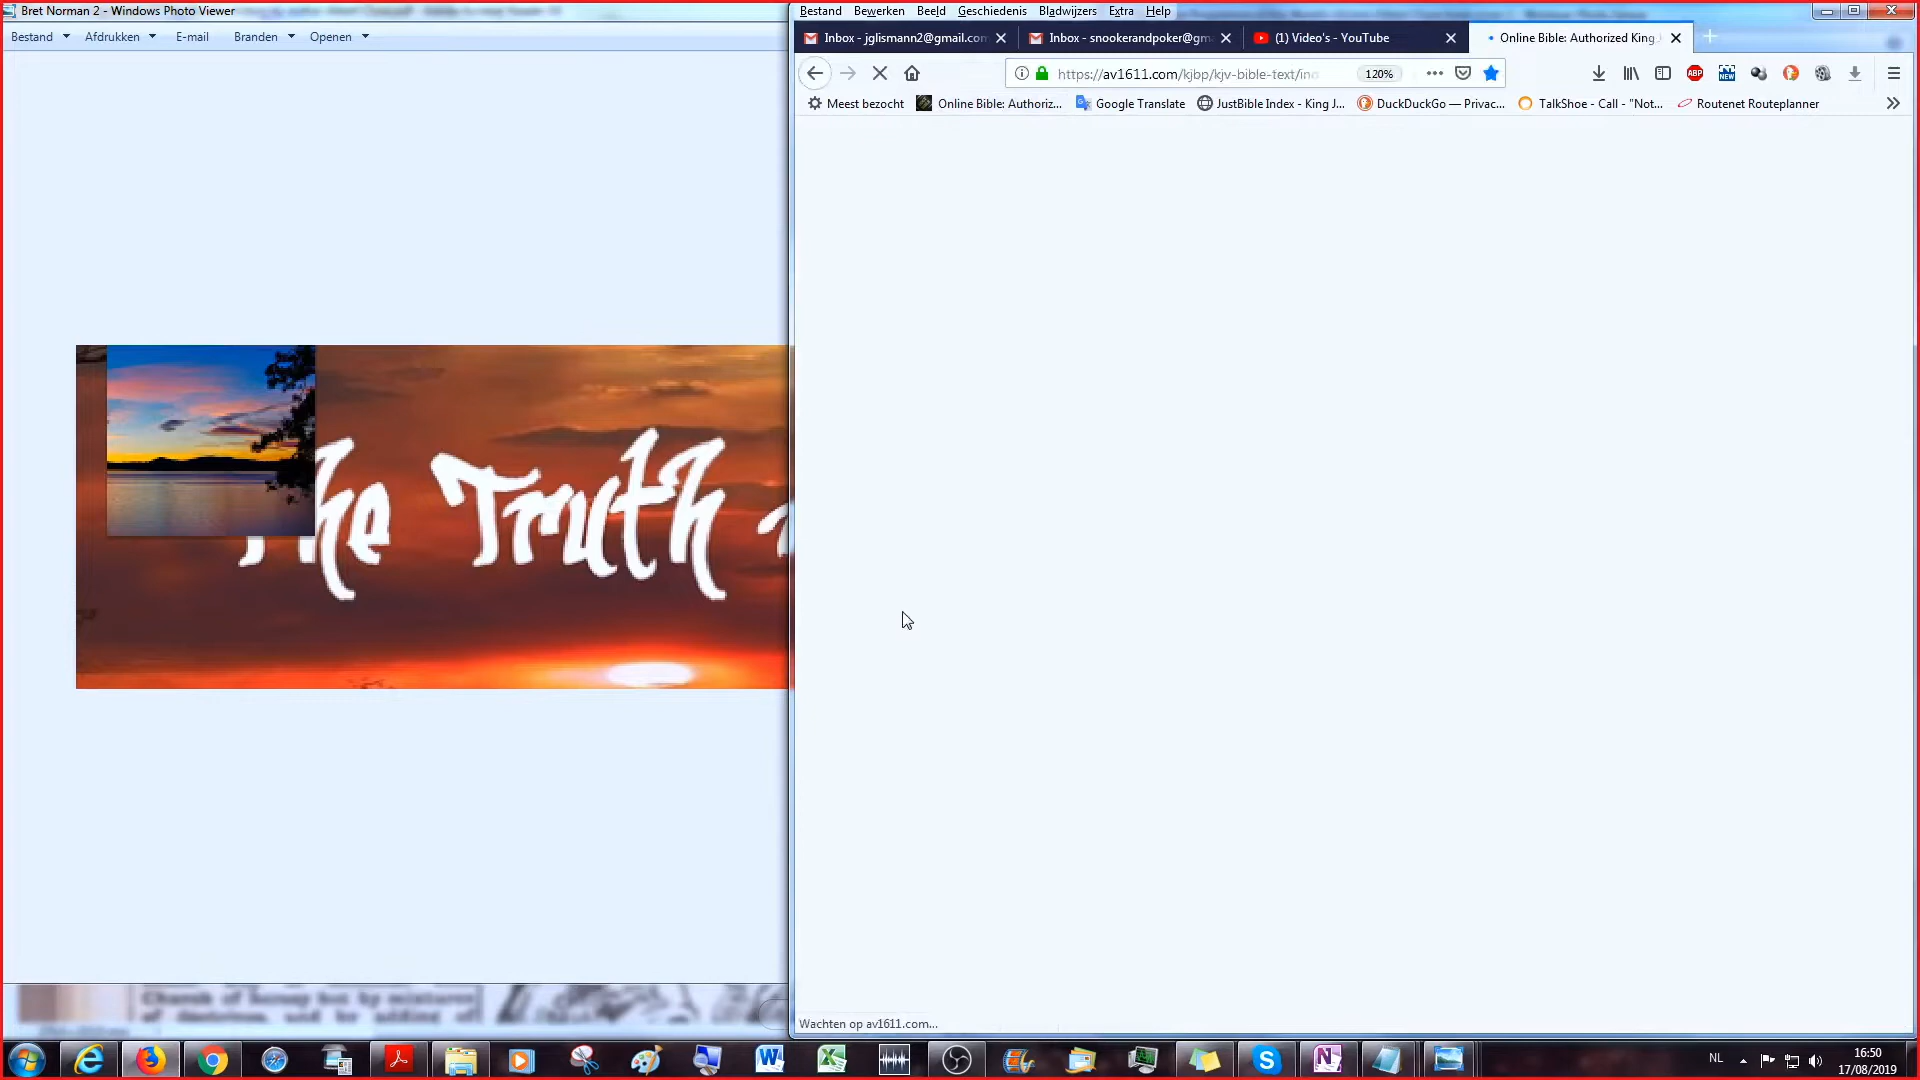 Bret Norman 2 - Windows Photo Viewer
Bestand Afdrukken E-mail Branden Openen
The Truth
Bestand Bewerken Beeld Geschiedenis Bladwijzers Extra Help
Inbox - jglismann2@gmail.com
Inbox - snookerandpoker@gm
(1) Video's - YouTube
Online Bible: Authorized King
https://av1611.com/kjbp/kjv-bible-text/inc
120%
ABP
NEW
Meest bezocht
Online Bible: Authoriz...
Google Translate
JustBible Index - King J...
DuckDuckGo — Privac...
TalkShoe - Call - "Not...
Routenet Routeplanner
Wachten op av1611.com...
NL
16:50
17/08/2019